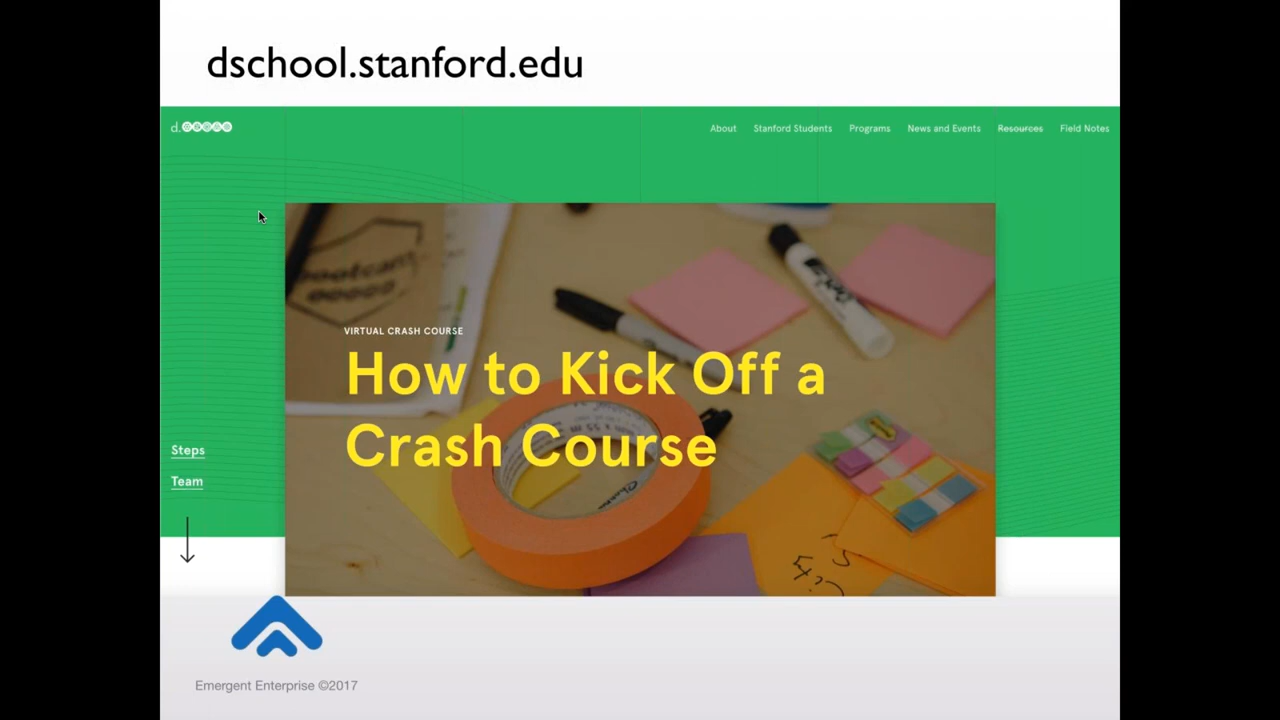 dschool.stanford.edu
d.
About Stanford Students Programs News and Events Resources Field Notes
bootcamp
VIRTUAL CRASH COURSE
How to Kick Off a
Crash Course
Steps
Team
Emergent Enterprise ©2017